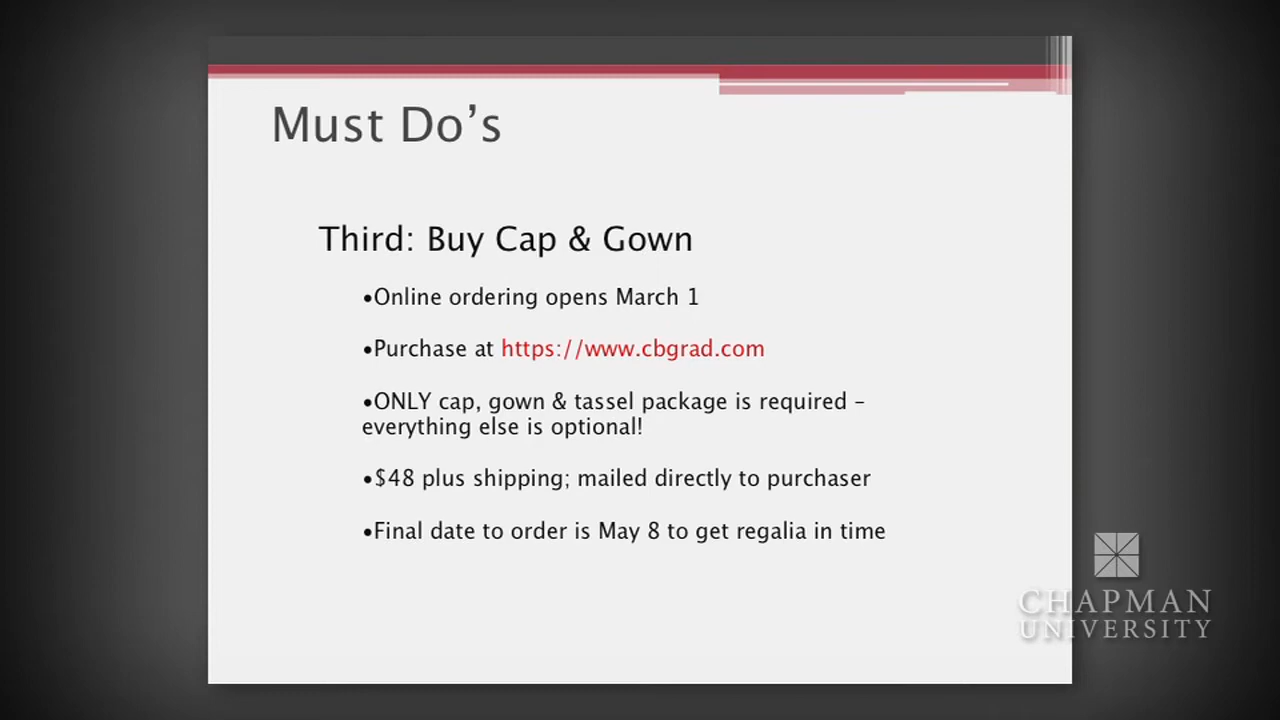 Must Do’s
Third: Buy Cap & Gown
•Online ordering opens March 1
•Purchase at https://www.cbgrad.com
•ONLY cap, gown & tassel package is required –
everything else is optional!
•$48 plus shipping; mailed directly to purchaser
•Final date to order is May 8 to get regalia in time
CHAPMAN
UNIVERSITY